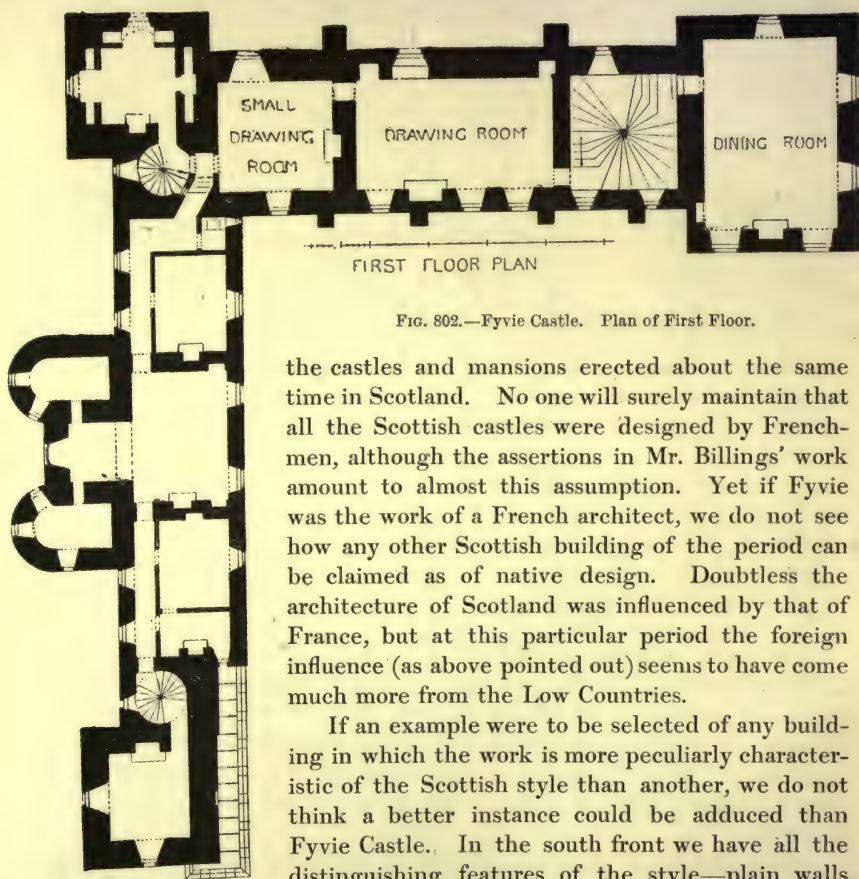 SMALL
DRAWING
ROOM
DRAWING ROOM
DINING ROOM
FIRST FLOOR PLAN
FIG. 802.—Fyvie Castle. Plan of First Floor.
the castles and mansions erected about the same
time in Scotland. No one will surely maintain that
all the Scottish castles were designed by French-
men, although the assertions in Mr. Billings' work
amount to almost this assumption. Yet if Fyvie
was the work of a French architect, we do not see
how any other Scottish building of the period can
be claimed as of native design. Doubtless the
architecture of Scotland was influenced by that of
France, but at this particular period the foreign
influence (as above pointed out) seems to have come
much more from the Low Countries.
If an example were to be selected of any build-
ing in which the work is more peculiarly character-
istic of the Scottish style than another, we do not
think a better instance could be adduced than
Fyvie Castle. In the south front we have all the
distinguishing features of the style—plain walls